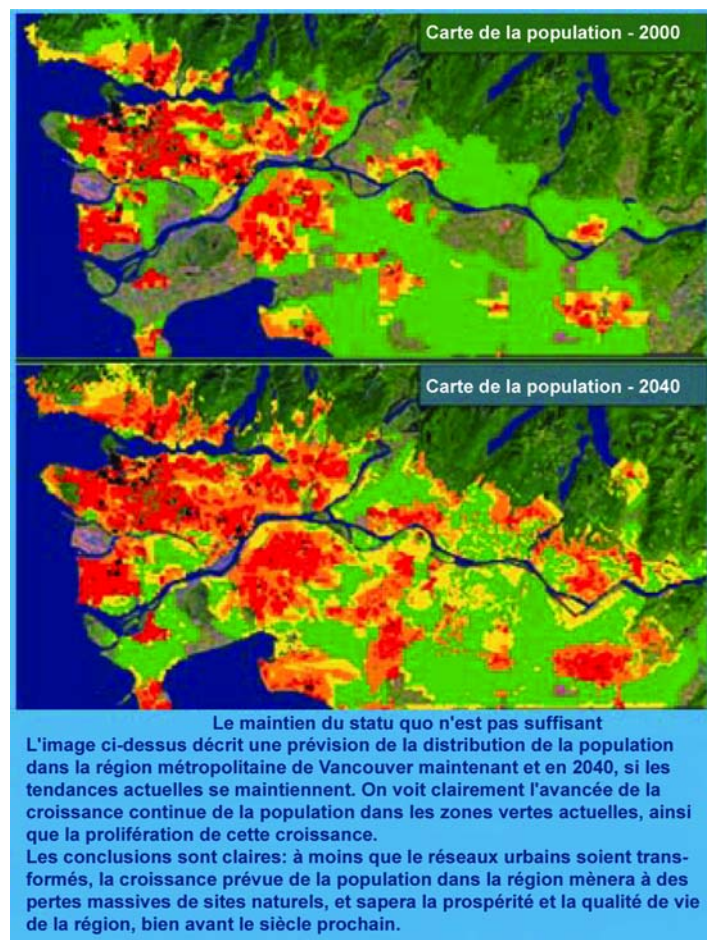 Carte de la population - 2000
Carte de la population - 2040
Le maintien du statu quo n'est pas suffisant
L'image ci-dessus décrit une prévision de la distribution de la population
dans la région métropolitaine de Vancouver maintenant et en 2040, si les
tendances actuelles se maintiennent. On voit clairement l'avancée de la
croissance continue de la population dans les zones vertes actuelles, ainsi
que la prolifération de cette croissance.
Les conclusions sont claires: à moins que le réseaux urbains soient trans-
formés, la croissance prévue de la population dans la région mènera à des
pertes massives de sites naturels, et sapera la prospérité et la qualité de vie
de la région, bien avant le siècle prochain.